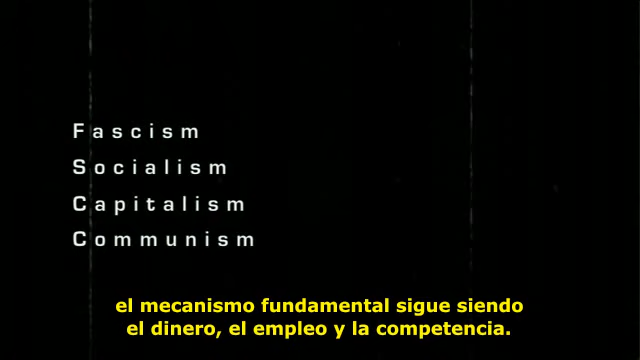 Fascism
Socialism
Capitalism
Communism
el mecanismo fundamental sigue siendo
el dinero, el empleo y la competencia.